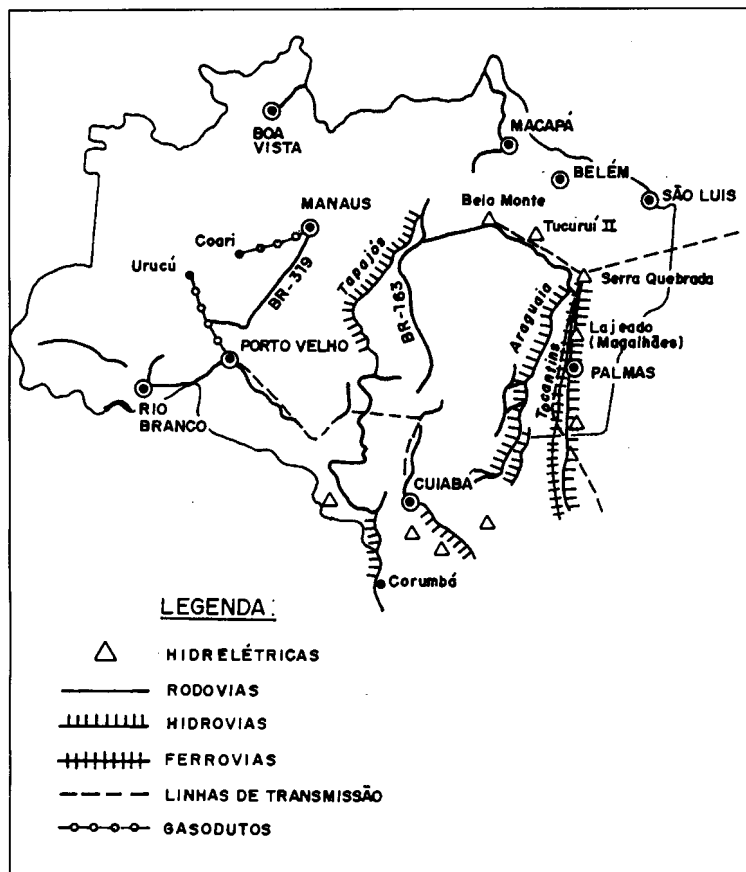 BOA
VISTA
MACAPÁ
BELÉM
SÃO LUIS
MANAUS
Belo Monte
Tucuruí II
Coari
Urucú
BR-319
Tapajós
BR-163
Serra Quebrada
Araguaia
Lajeado
(Magalhães)
Tocantins
PALMAS
PORTO VELHO
RIO
BRANCO
CUIABA
Corumbá
LEGENDA:
HIDRELÉTRICAS
RODOVIAS
HIDROVIAS
FERROVIAS
LINHAS DE TRANSMISSÃO
GASODUTOS